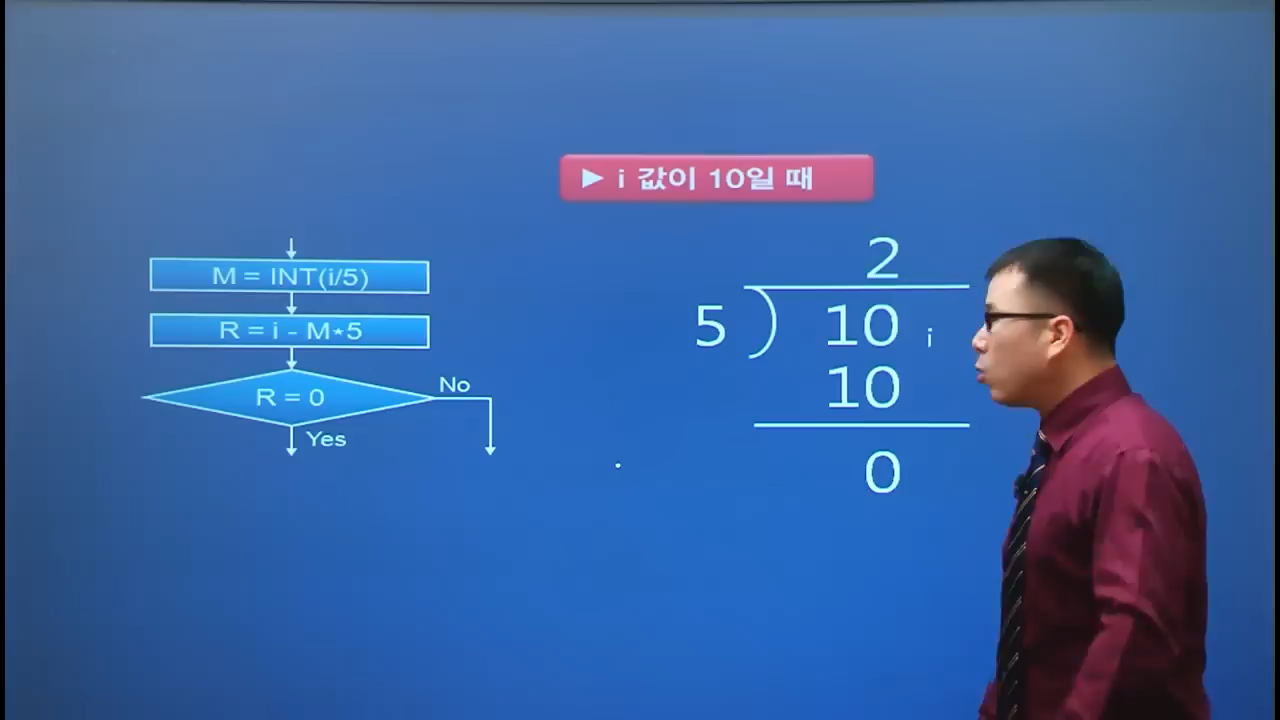 ▶ i 값이 10일 때
M = INT(i/5)
R = i - M*5
R = 0
No
Yes
2
5 ) 10 i
10
0